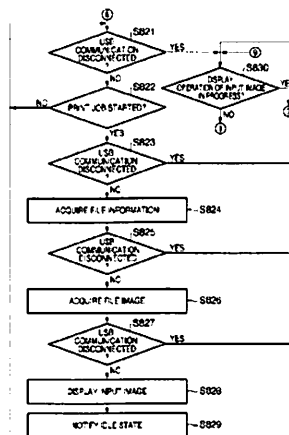 S821
USB
COMMUNICATION
DISCONNECTED
YES
NO
S822
PRINT JOB STARTED?
NO
YES
S823
USB
COMMUNICATION
DISCONNECTED
YES
NO
ACQUIRE FILE INFORMATION
S824
S825
USB
COMMUNICATION
DISCONNECTED
YES
NO
ACQUIRE FILE IMAGE
S826
S827
USB
COMMUNICATION
DISCONNECTED
YES
NO
DISPLAY INPUT IMAGE
S828
NOTIFY IDLE STATE
S829
S830
DISPLAY
OPERATION OF INPUT IMAGE
IN PROGRESS?
YES
NO